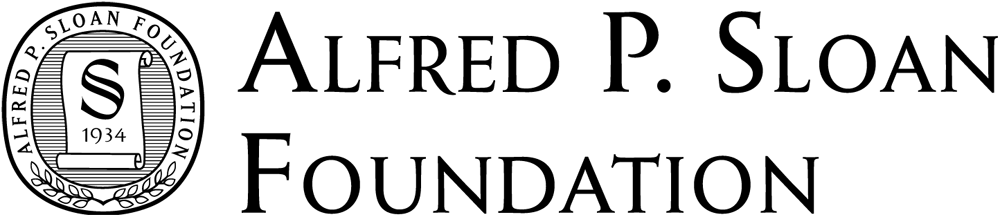 ALFRED P. SLOAN FOUNDATION
S
1934
ALFRED P. SLOAN
FOUNDATION